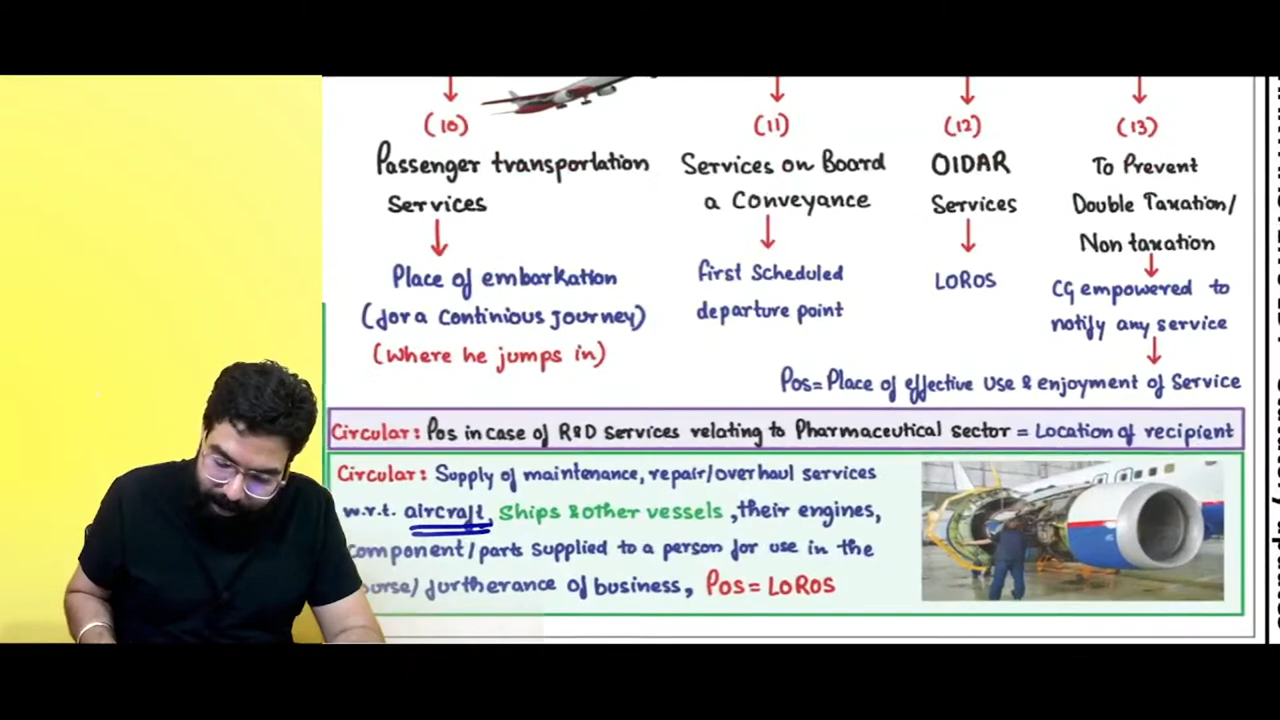 (10)
Passenger transportation
Services
Place of embarkation
(for a Continious Journey)
(Where he jumps in)
(11)
Services on Board
a Conveyance
First Scheduled
departure point
(12)
OIDAR
Services
LOROS
(13)
To Prevent
Double Taxation/
Non taxation
CG empowered to
notify any service
Pos=Place of effective Use & enjoyment of Service
Circular: Pos in case of R&D Services relating to Pharmaceutical sector = Location of recipient
Circular: Supply of maintenance, repair/overhaul services
w.r.t. aircraft, Ships & other vessels, their engines,
component/parts supplied to a person for use in the
/furtherance of business, Pos = LOROS